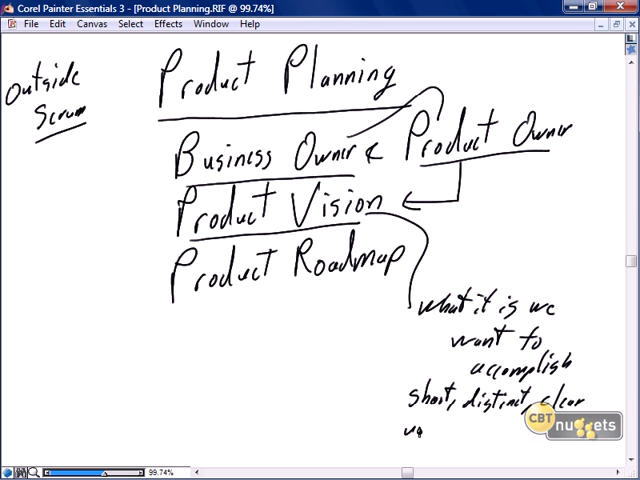 Corel Painter Essentials 3 - [Product Planning.RIF @ 99.74%]
File Edit Canvas Select Effects Window Help
Outside
Scrum
Product Planning
Business Owner & Product Owner
Product Vision
Product Roadmap
what it is we
want to
accomplish
short, distinct, clear
CBT
nuggets
99.74%